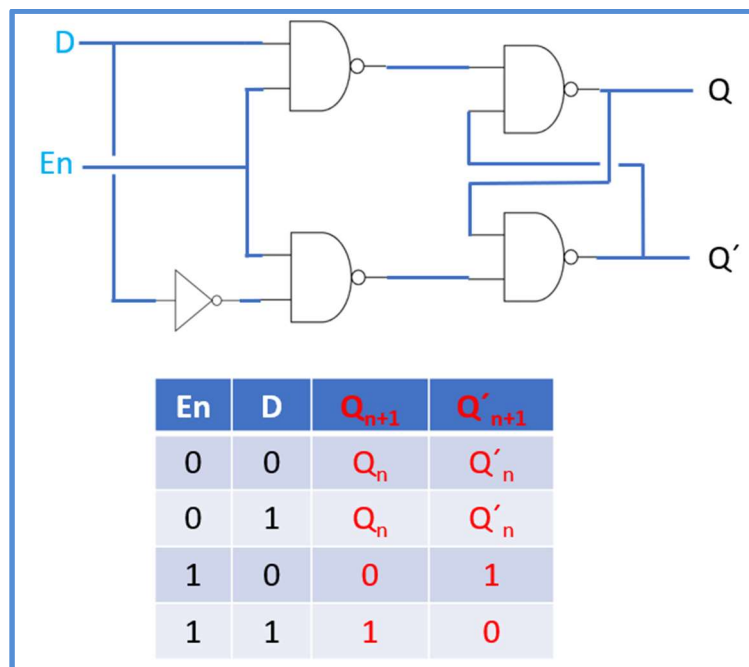 D
Q
En
Q´
En D Qₙ₊₁ Q´ₙ₊₁
0 0 Qₙ Q´ₙ
0 1 Qₙ Q´ₙ
1 0 0 1
1 1 1 0